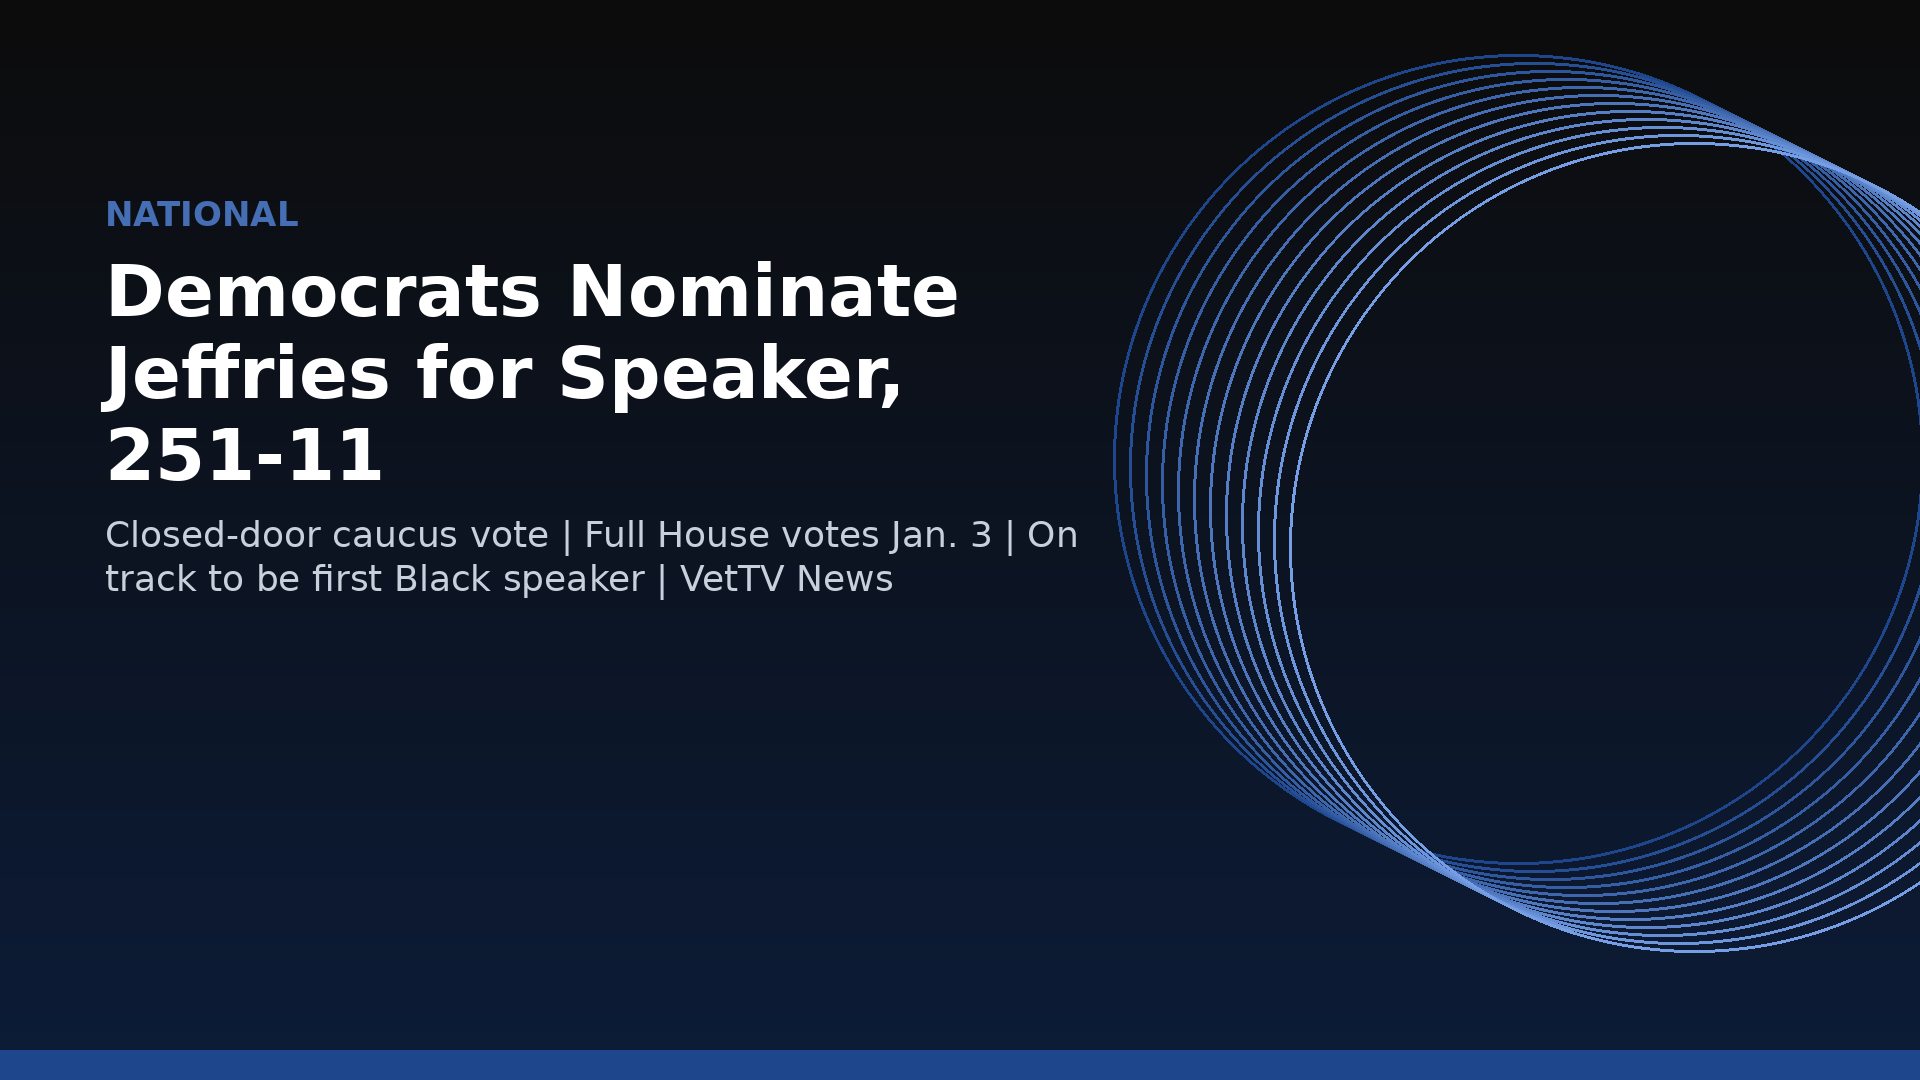 NATIONAL
Democrats Nominate
Jeffries for Speaker,
251-11
Closed-door caucus vote | Full House votes Jan. 3 | On
track to be first Black speaker | VetTV News